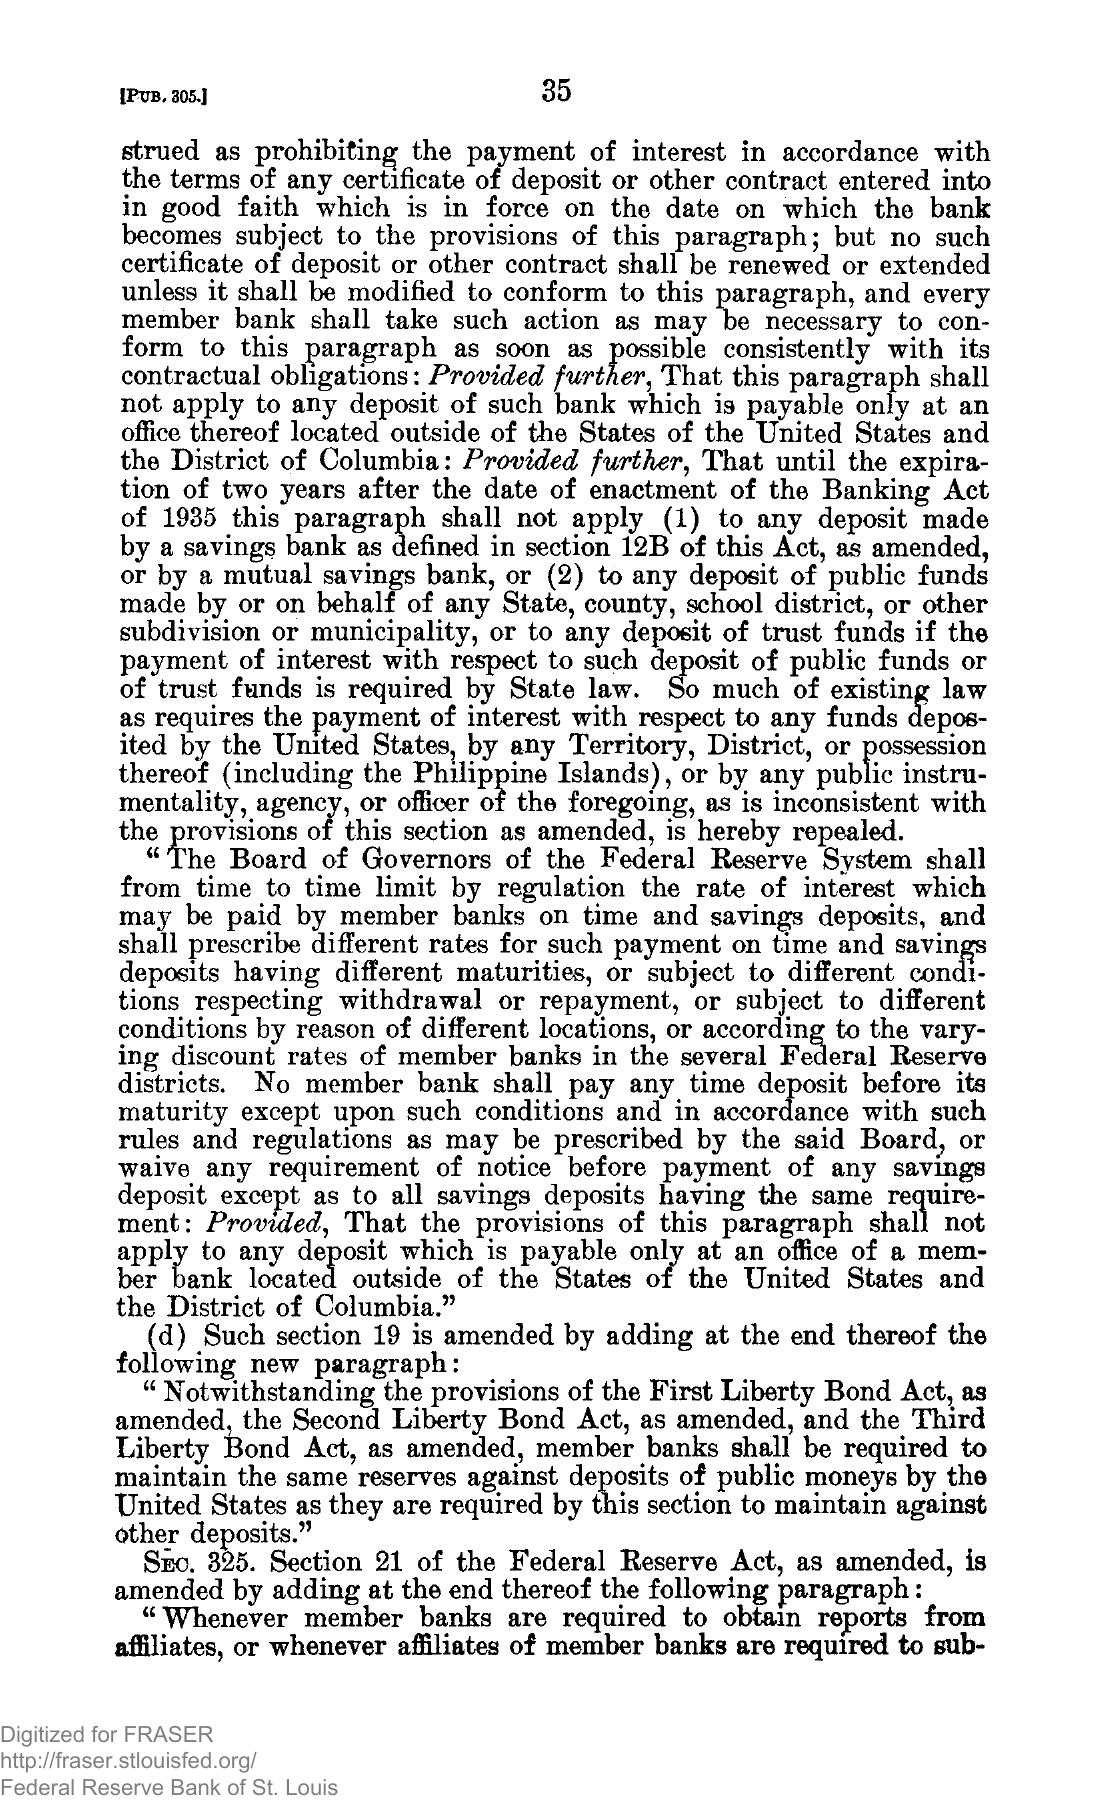 [PUB. 305.]
35
strued as prohibiting the payment of interest in accordance with
the terms of any certificate of deposit or other contract entered into
in good faith which is in force on the date on which the bank
becomes subject to the provisions of this paragraph; but no such
certificate of deposit or other contract shall be renewed or extended
unless it shall be modified to conform to this paragraph, and every
member bank shall take such action as may be necessary to con-
form to this paragraph as soon as possible consistently with its
contractual obligations: Provided further, That this paragraph shall
not apply to any deposit of such bank which is payable only at an
office thereof located outside of the States of the United States and
the District of Columbia: Provided further, That until the expira-
tion of two years after the date of enactment of the Banking Act
of 1935 this paragraph shall not apply (1) to any deposit made
by a savings bank as defined in section 12B of this Act, as amended,
or by a mutual savings bank, or (2) to any deposit of public funds
made by or on behalf of any State, county, school district, or other
subdivision or municipality, or to any deposit of trust funds if the
payment of interest with respect to such deposit of public funds or
of trust funds is required by State law. So much of existing law
as requires the payment of interest with respect to any funds depos-
ited by the United States, by any Territory, District, or possession
thereof (including the Philippine Islands), or by any public instru-
mentality, agency, or officer of the foregoing, as is inconsistent with
the provisions of this section as amended, is hereby repealed.
“The Board of Governors of the Federal Reserve System shall
from time to time limit by regulation the rate of interest which
may be paid by member banks on time and savings deposits, and
shall prescribe different rates for such payment on time and savings
deposits having different maturities, or subject to different condi-
tions respecting withdrawal or repayment, or subject to different
conditions by reason of different locations, or according to the vary-
ing discount rates of member banks in the several Federal Reserve
districts. No member bank shall pay any time deposit before its
maturity except upon such conditions and in accordance with such
rules and regulations as may be prescribed by the said Board, or
waive any requirement of notice before payment of any savings
deposit except as to all savings deposits having the same require-
ment: Provided, That the provisions of this paragraph shall not
apply to any deposit which is payable only at an office of a mem-
ber bank located outside of the States of the United States and
the District of Columbia.”
(d) Such section 19 is amended by adding at the end thereof the
following new paragraph:
“Notwithstanding the provisions of the First Liberty Bond Act, as
amended, the Second Liberty Bond Act, as amended, and the Third
Liberty Bond Act, as amended, member banks shall be required to
maintain the same reserves against deposits of public moneys by the
United States as they are required by this section to maintain against
other deposits.”
SEC. 325. Section 21 of the Federal Reserve Act, as amended, is
amended by adding at the end thereof the following paragraph:
“Whenever member banks are required to obtain reports from
affiliates, or whenever affiliates of member banks are required to sub-
Digitized for FRASER
http://fraser.stlouisfed.org/
Federal Reserve Bank of St. Louis